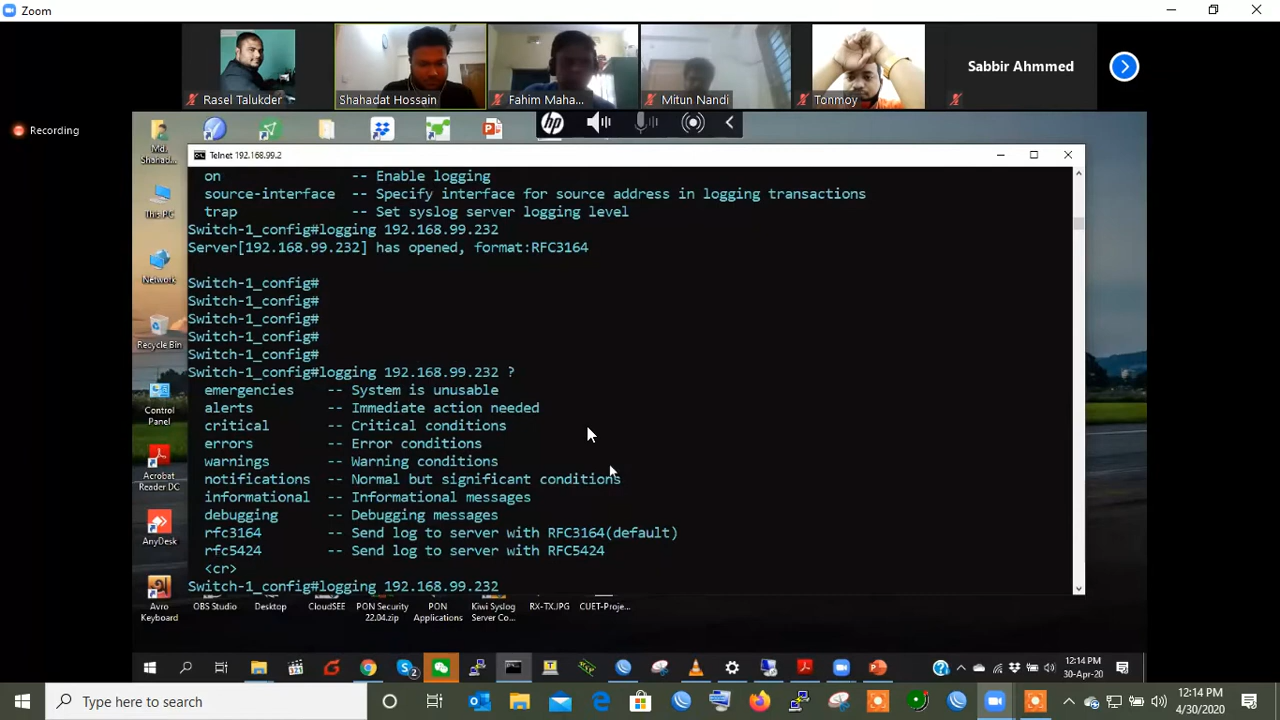 Zoom
Rasel Talukder
Shahadat Hossain
Fahim Maha...
Mitun Nandi
Tonmoy
Sabbir Ahmmed
Recording
hp
Telnet 192.168.99.2
on -- Enable logging
source-interface -- Specify interface for source address in logging transactions
trap -- Set syslog server logging level
Switch-1_config#logging 192.168.99.232
Server[192.168.99.232] has opened, format:RFC3164
Switch-1_config#
Switch-1_config#
Switch-1_config#
Switch-1_config#
Switch-1_config#
Switch-1_config#logging 192.168.99.232 ?
emergencies -- System is unusable
alerts -- Immediate action needed
critical -- Critical conditions
errors -- Error conditions
warnings -- Warning conditions
notifications -- Normal but significant conditions
informational -- Informational messages
debugging -- Debugging messages
rfc3164 -- Send log to server with RFC3164(default)
rfc5424 -- Send log to server with RFC5424
<cr>
Switch-1_config#logging 192.168.99.232
Md.
Shahad...
This PC
Network
Recycle Bin
Control
Panel
Acrobat
Reader DC
AnyDesk
Avro
Keyboard
OBS Studio
Desktop
CloudSEE
PON Security
22.04.zip
PON
Applications
Kiwi Syslog
Server Co...
RX-TX.JPG
CUET-Proje...
12:14 PM
30-Apr-20
Type here to search
12:14 PM
4/30/2020